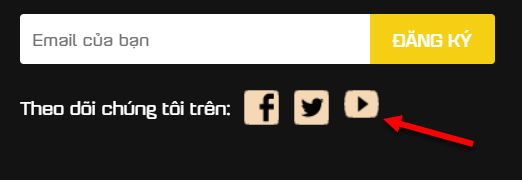 Email của bạn ĐĂNG KÝ
Theo dõi chúng tôi trên: